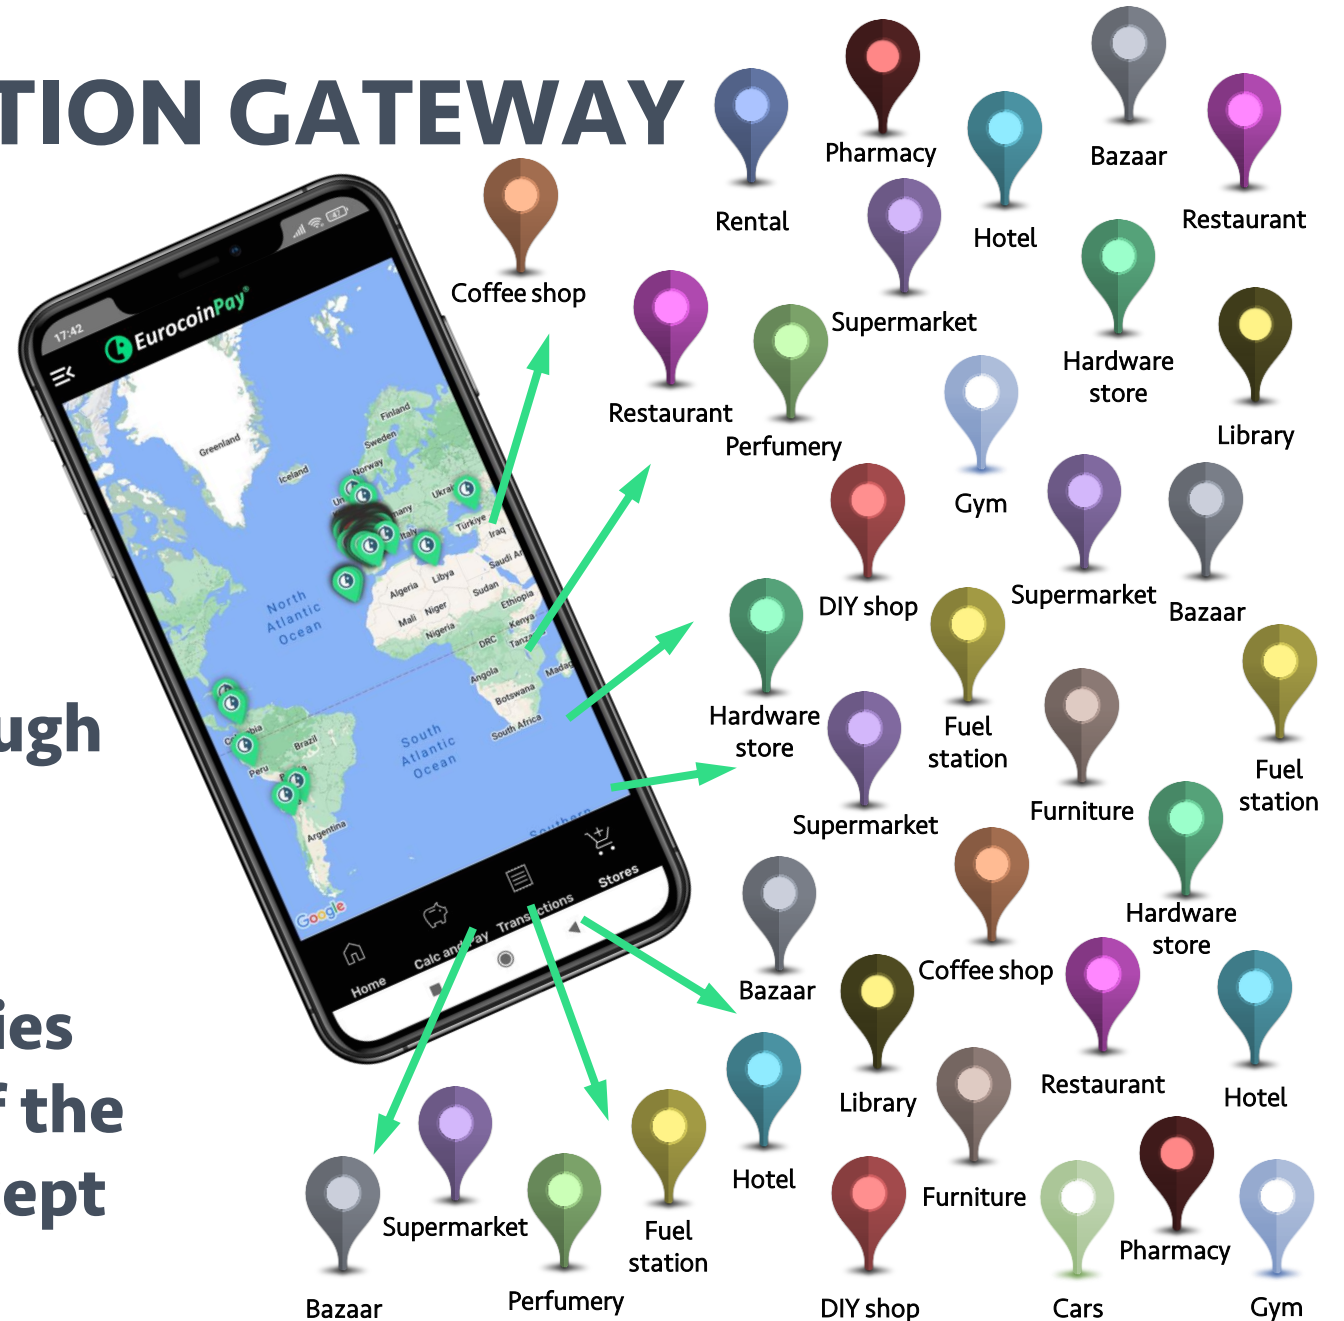 TION GATEWAY
Pharmacy
Bazaar
Rental
Hotel
Restaurant
Coffee shop
Supermarket
Hardware
store
Restaurant
Perfumery
Library
Gym
DIY shop
Supermarket
Bazaar
Hardware
store
Fuel
station
Furniture
Fuel
station
Supermarket
Hardware
store
Coffee shop
Bazaar
Library
Restaurant
Hotel
Hotel
Furniture
Pharmacy
Supermarket
Fuel
station
Bazaar
Perfumery
DIY shop
Cars
Gym
17:42
47
EurocoinPay®
Greenland
Iceland
Finland
Sweden
Norway
Un
many
Ukrai
Italy
Türkiye
Iraq
Saudi Ar
Algeria
Libya
Mali
Niger
Sudan
Nigeria
Ethiopia
Kenya
DRC
Tanza
Angola
Madag
Botswana
South Africa
North
Atlantic
Ocean
South
Atlantic
Ocean
Southern
Brazil
Peru
Argentina
Google
Home
Calc and Pay
Transactions
Stores
ugh
ies
f the
ept